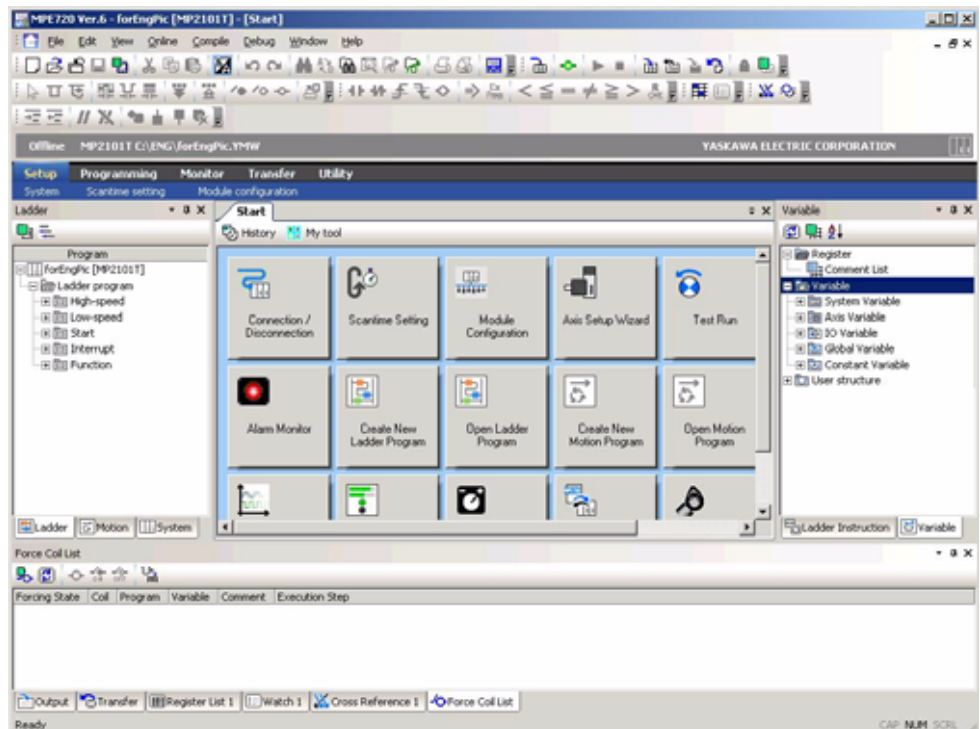 MPE720 Ver.6 - forEngPic [MP2101T] - [Start]
File Edit View Online Compile Debug Window Help
Offline MP2101T C:\ENG\forEngPic.YMW YASKAWA ELECTRIC CORPORATION
Setup Programming Monitor Transfer Utility
System Scantime setting Module configuration
Ladder
Start
Variable
History My tool
Program
forEngPic [MP2101T]
Ladder program
High-speed
Low-speed
Start
Interrupt
Function
Connection / Disconnection
Scantime Setting
Module Configuration
Axis Setup Wizard
Test Run
Alarm Monitor
Create New Ladder Program
Open Ladder Program
Create New Motion Program
Open Motion Program
Register
Comment List
Variable
System Variable
Axis Variable
IO Variable
Global Variable
Constant Variable
User structure
Ladder Motion System
Ladder Instruction Variable
Force Coil List
Forcing State Coil Program Variable Comment Execution Step
Output Transfer Register List 1 Watch 1 Cross Reference 1 Force Coil List
Ready CAP NUM SCRL